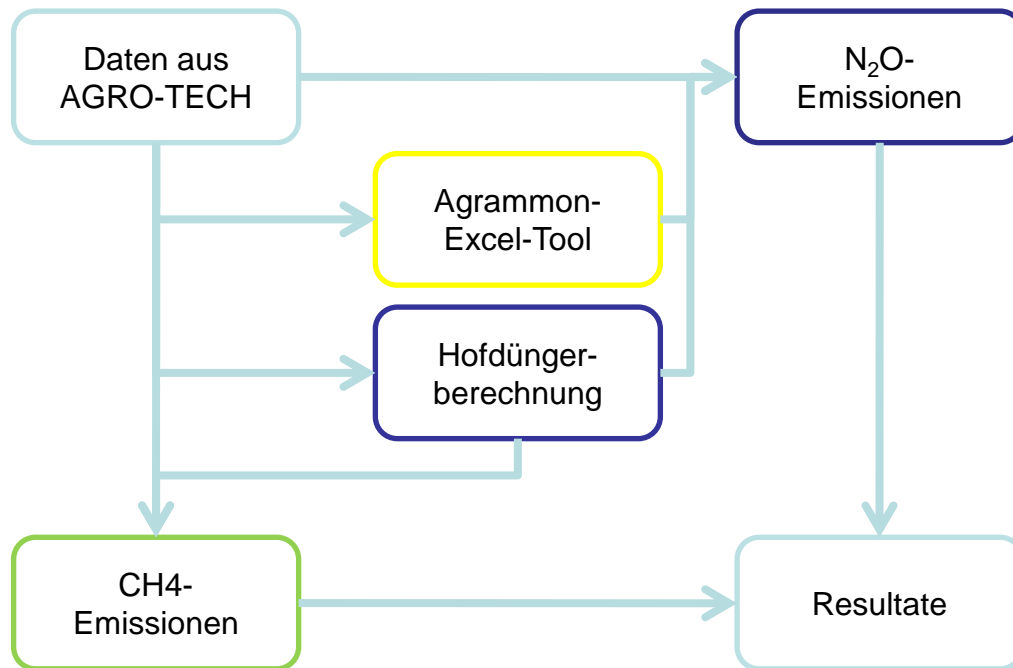 Daten aus
AGRO-TECH
N₂O-
Emissionen
Agrammon-
Excel-Tool
Hofdünger-
berechnung
CH4-
Emissionen
Resultate